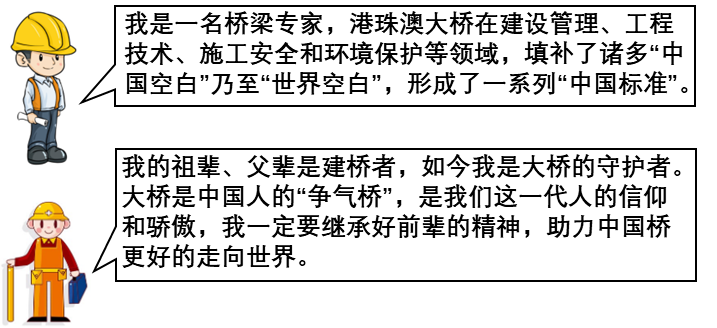 我是一名桥梁专家，港珠澳大桥在建设管理、工程
技术、施工安全和环境保护等领域，填补了诸多“中
国空白”乃至“世界空白”，形成了一系列“中国标准”。
我的祖辈、父辈是建桥者，如今我是大桥的守护者。
大桥是中国人的“争气桥”，是我们这一代人的信仰
和骄傲，我一定要继承好前辈的精神，助力中国桥
更好的走向世界。